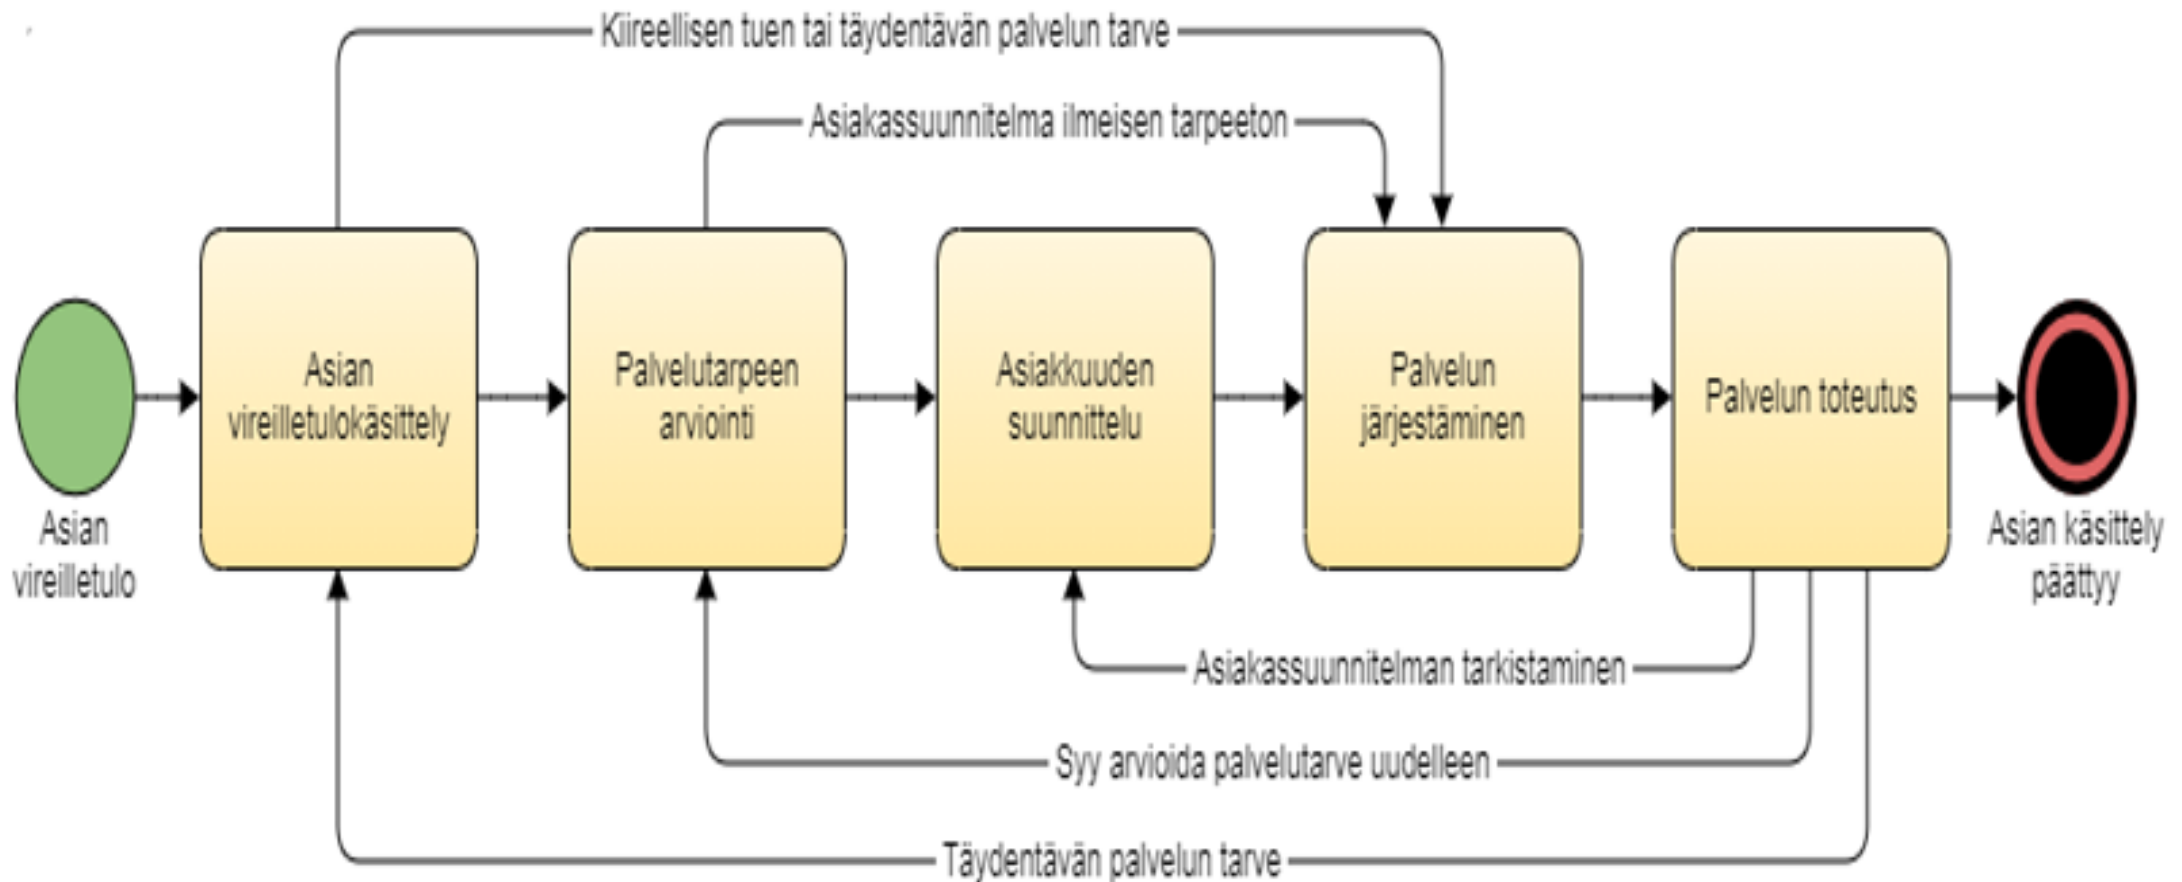 Kiireellisen tuen tai täydentävän palvelun tarve
Asiakassuunnitelma ilmeisen tarpeeton
Asian
vireilletulo
Asian
vireilletulokäsittely
Palvelutarpeen
arviointi
Asiakkuuden
suunnittelu
Palvelun
järjestäminen
Palvelun toteutus
Asian käsittely
päättyy
Asiakassuunnitelman tarkistaminen
Syy arvioida palvelutarve uudelleen
Täydentävän palvelun tarve